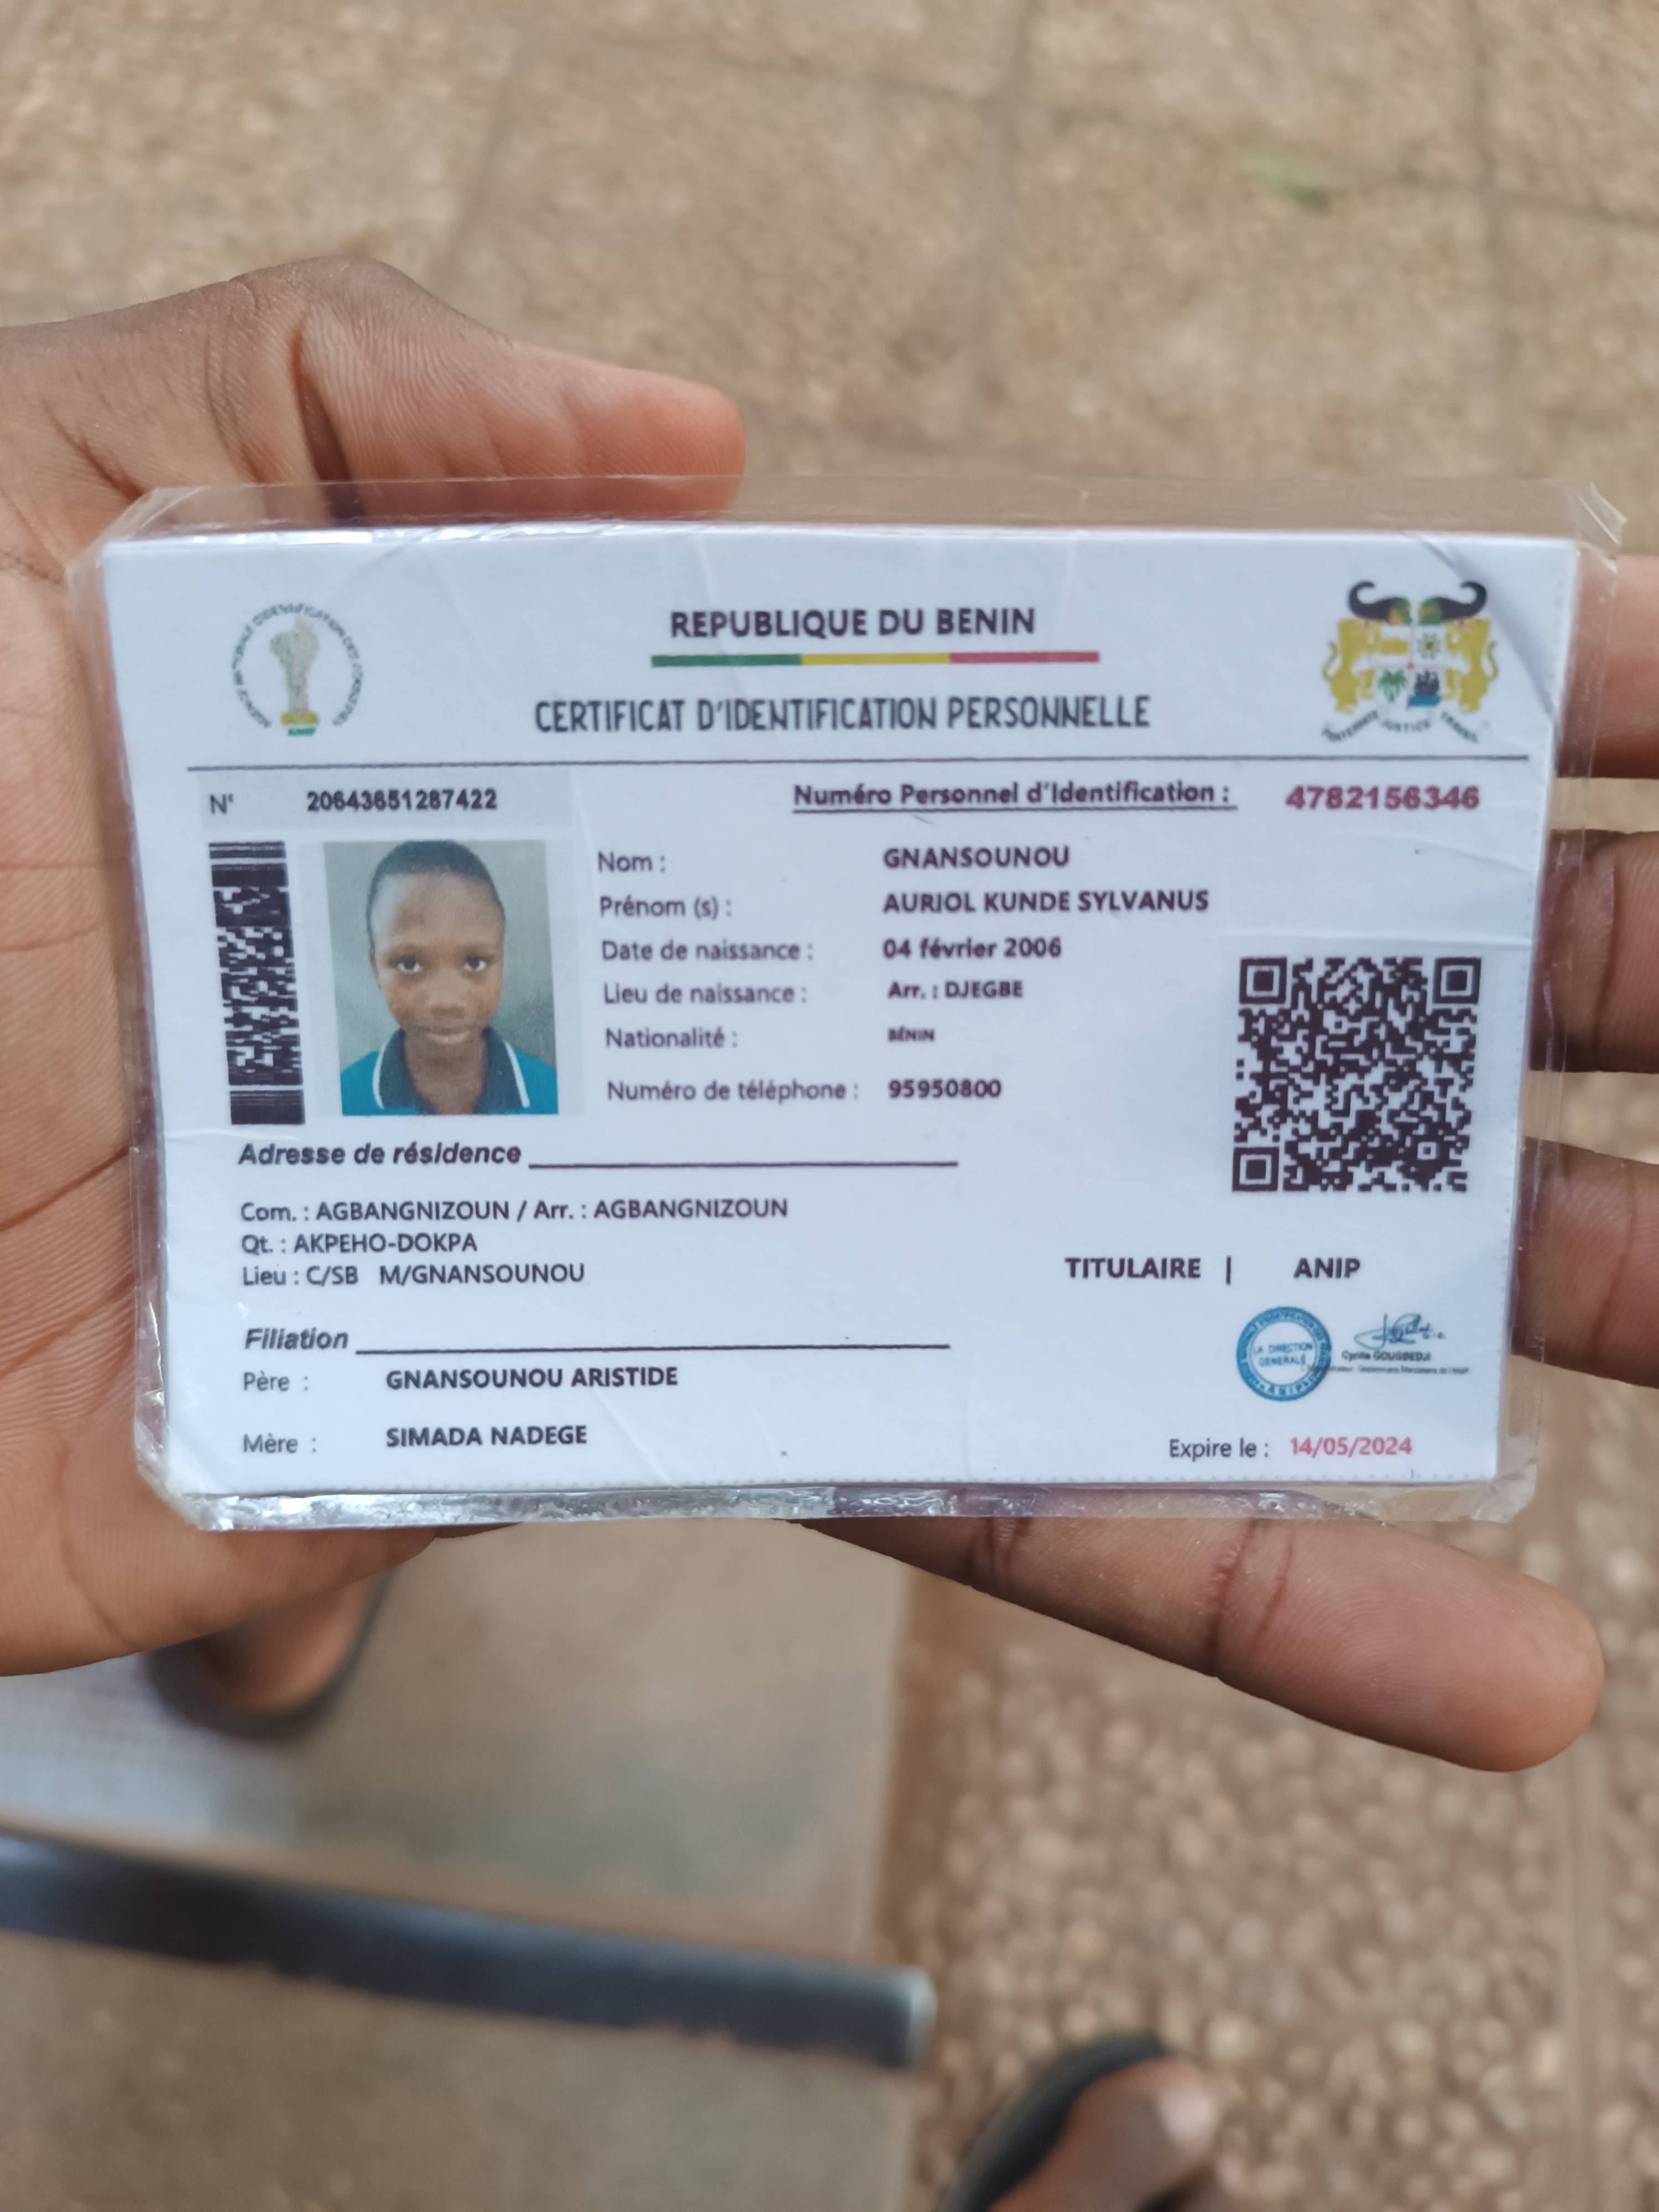 REPUBLIQUE DU BENIN
CERTIFICAT D'IDENTIFICATION PERSONNELLE
N° 20643651287422
Numéro Personnel d'Identification : 4782156346
Nom : GNANSOUNOU
Prénom (s) : AURIOL KUNDE SYLVANUS
Date de naissance : 04 février 2006
Lieu de naissance : Arr. : DJEGBE
Nationalité : BÉNIN
Numéro de téléphone : 95950800
Adresse de résidence
Com. : AGBANGNIZOUN / Arr. : AGBANGNIZOUN
Qt. : AKPEHO-DOKPA
Lieu : C/SB M/GNANSOUNOU
TITULAIRE | ANIP
Filiation
Père : GNANSOUNOU ARISTIDE
Mère : SIMADA NADEGE
LA DIRECTION
GENERALE
ANIP
GOUGBEDJI
Expire le : 14/05/2024